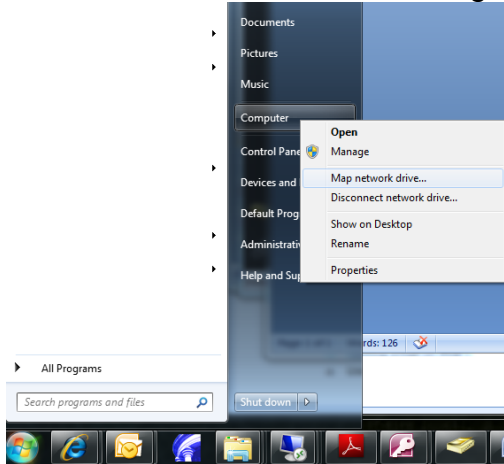 Documents
Pictures
Music
Computer
Open
Control Pane
Manage
Devices and
Map network drive...
Disconnect network drive...
Default Prog
Show on Desktop
Administrati
Rename
Help and Sup
Properties
rds: 126
All Programs
Search programs and files
Shut down